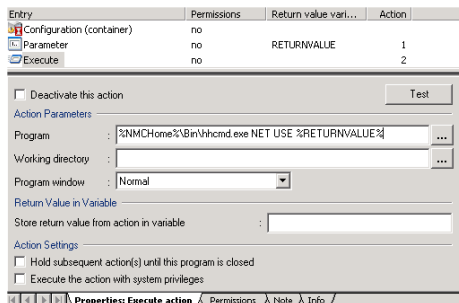 Entry Permissions Return value vari... Action
Configuration (container) no
Parameter no RETURNVALUE 1
Execute no 2
Deactivate this action Test
Action Parameters
Program : %NMCHome%\Bin\hhcmd.exe NET USE %RETURNVALUE% ...
Working directory : ...
Program window : Normal
Return Value in Variable
Store return value from action in variable :
Action Settings
Hold subsequent action(s) until this program is closed
Execute the action with system privileges
Properties: Execute action Permissions Note Info